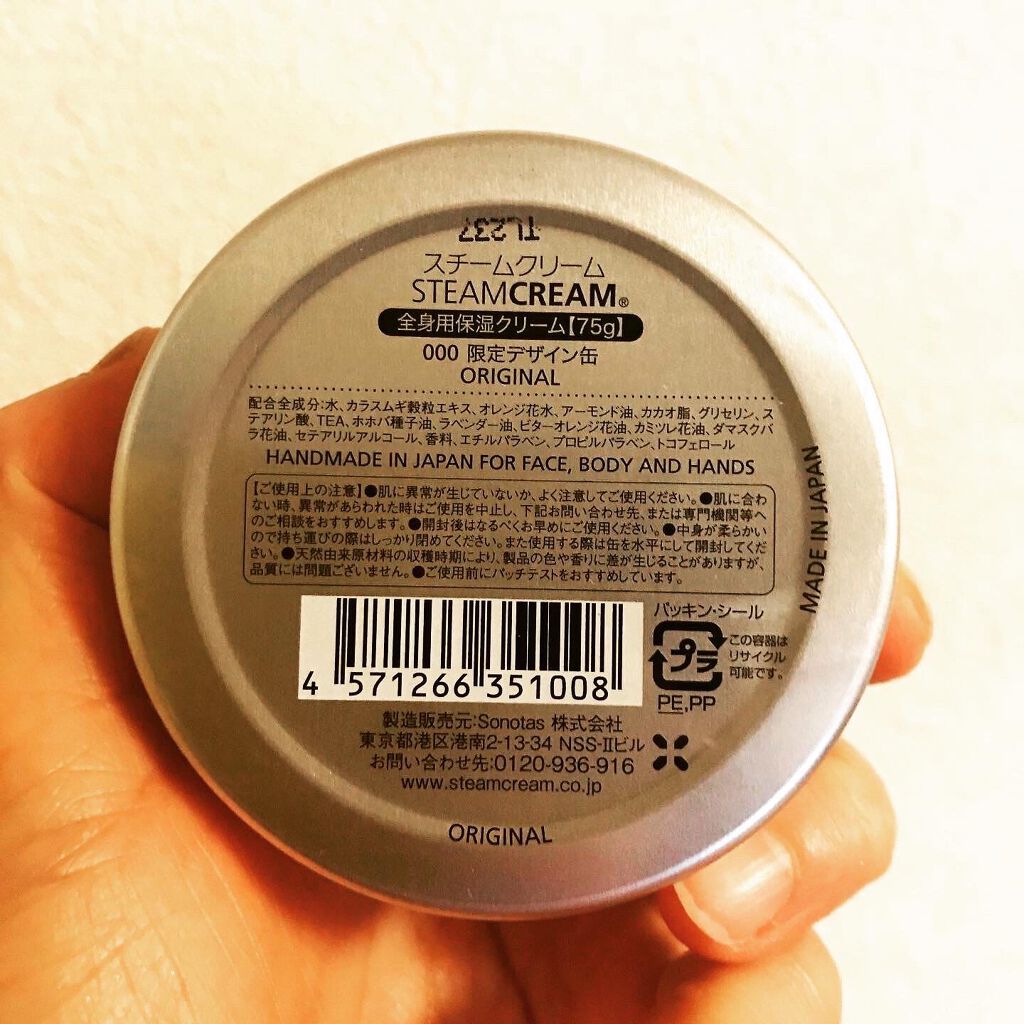 TL237
スチームクリーム
STEAMCREAM®
全身用保湿クリーム【75g】
000 限定デザイン缶
ORIGINAL
配合全成分:水、カラスムギ穀粒エキス、オレンジ花水、アーモンド油、カカオ脂、グリセリン、ス
テアリン酸、TEA、ホホバ種子油、ラベンダー油、ビターオレンジ花油、カミツレ花油、ダマスクバ
ラ花油、セテアリルアルコール、香料、エチルパラベン、プロピルパラベン、トコフェロール
HANDMADE IN JAPAN FOR FACE, BODY AND HANDS
【ご使用上の注意】●肌に異常が生じていないか、よく注意してご使用ください。●肌に合わ
ない時、異常があらわれた時はご使用を中止し、下記お問い合わせ先、または専門機関等へ
のご相談をおすすめします。●開封後はなるべくお早めにご使用ください。●中身が柔らかい
ので持ち運びの際はしっかり閉めてください。また使用する際は缶を水平にして開封してくだ
さい。●天然由来原材料の収穫時期により、製品の色や香りに差が生じることがありますが、
品質には問題ございません。●ご使用前にパッチテストをおすすめしています。
MADE IN JAPAN
4 571266 351008
パッキン・シール
プラ
この容器は
リサイクル
可能です。
PE,PP
製造販売元:Sonotas 株式会社
東京都港区港南2-13-34 NSS-Ⅱビル
お問い合わせ先:0120-936-916
www.steamcream.co.jp
ORIGINAL